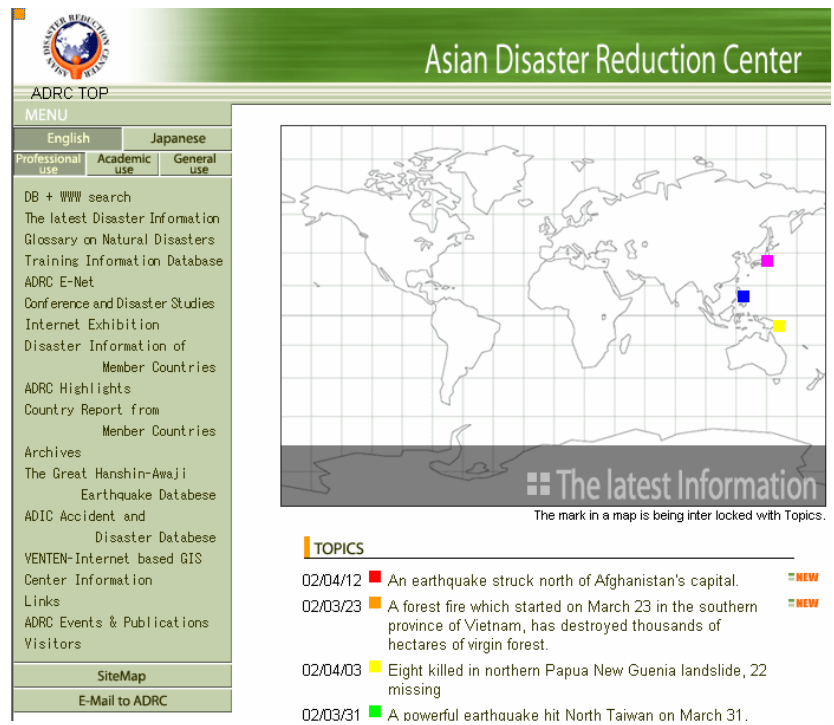 ASIAN DISASTER REDUCTION CENTER
Asian Disaster Reduction Center
ADRC TOP
MENU
English Japanese
Professional use Academic use General use
DB + WWW search
The latest Disaster Information
Glossary on Natural Disasters
Training Information Database
ADRC E-Net
Conference and Disaster Studies
Internet Exhibition
Disaster Information of
Member Countries
ADRC Highlights
Country Report from
Menber Countries
Archives
The Great Hanshin-Awaji
Earthquake Databese
ADIC Accident and
Disaster Databese
VENTEN-Internet based GIS
Center Information
Links
ADRC Events & Publications
Visitors
SiteMap
E-Mail to ADRC
The latest Information
The mark in a map is being inter locked with Topics.
TOPICS
02/04/12 An earthquake struck north of Afghanistan's capital. NEW
02/03/23 A forest fire which started on March 23 in the southern NEW
province of Vietnam, has destroyed thousands of
hectares of virgin forest.
02/04/03 Eight killed in northern Papua New Guenia landslide, 22
missing
02/03/31 A powerful earthquake hit North Taiwan on March 31,